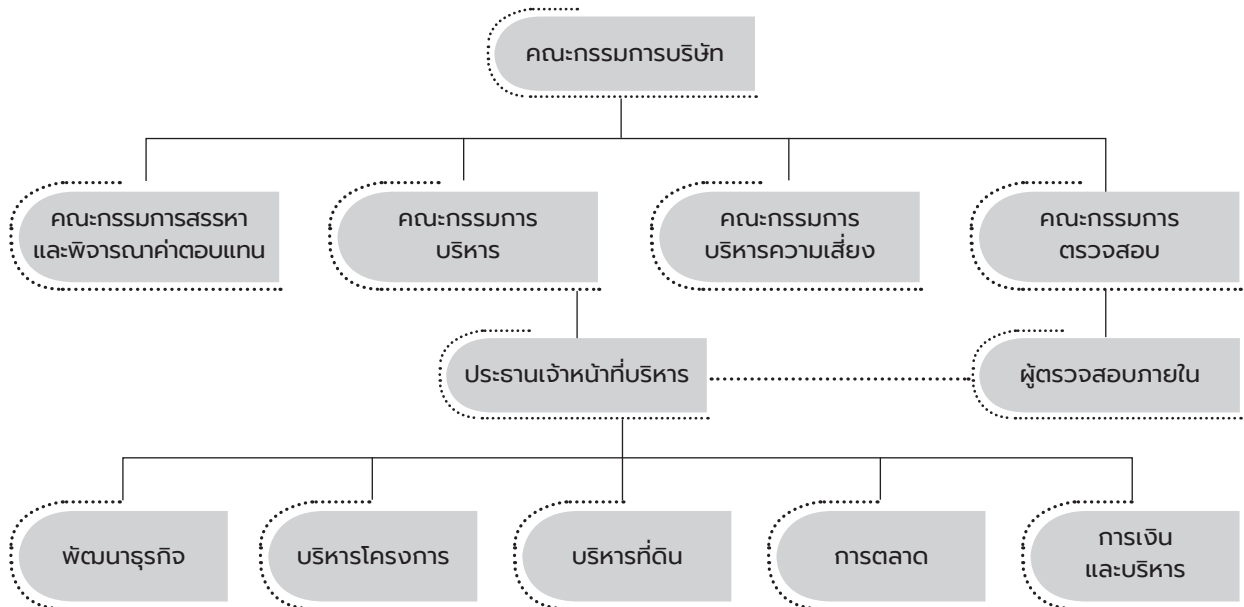 คณะกรรมการบริษัท
คณะกรรมการสรรหา
และพิจารณาค่าตอบแทน
คณะกรรมการ
บริหาร
คณะกรรมการ
บริหารความเสี่ยง
คณะกรรมการ
ตรวจสอบ
ประธานเจ้าหน้าที่บริหาร
ผู้ตรวจสอบภายใน
พัฒนาธุรกิจ
บริหารโครงการ
บริหารที่ดิน
การตลาด
การเงิน
และบริหาร